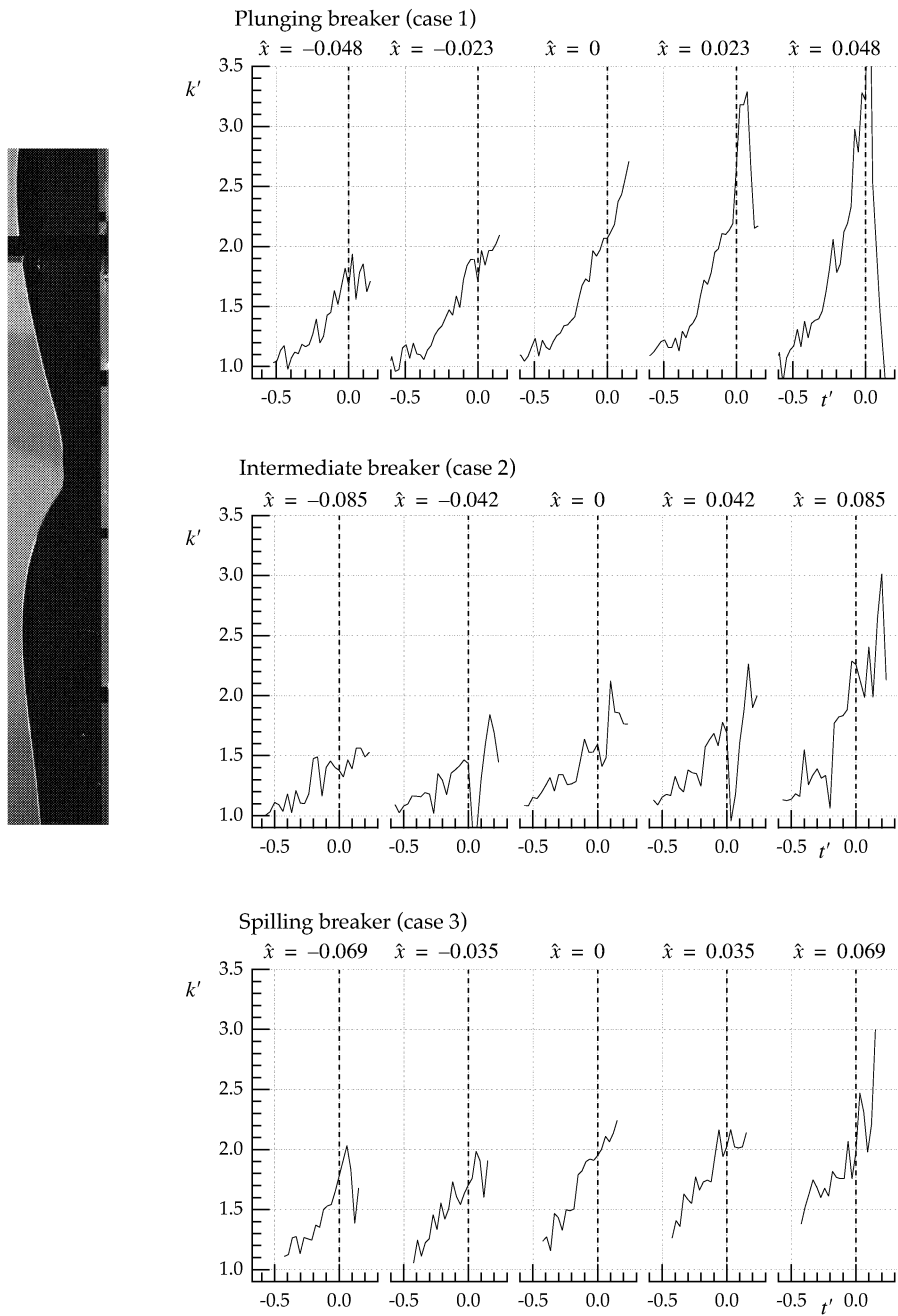 Plunging breaker (case 1)
x̂ = –0.048 x̂ = –0.023 x̂ = 0 x̂ = 0.023 x̂ = 0.048
3.5
k′
3.0
2.5
2.0
1.5
1.0
-0.5 0.0 -0.5 0.0 -0.5 0.0 -0.5 0.0 -0.5 0.0
t′
Intermediate breaker (case 2)
x̂ = –0.085 x̂ = –0.042 x̂ = 0 x̂ = 0.042 x̂ = 0.085
3.5
k′
3.0
2.5
2.0
1.5
1.0
-0.5 0.0 -0.5 0.0 -0.5 0.0 -0.5 0.0 -0.5 0.0
t′
Spilling breaker (case 3)
x̂ = –0.069 x̂ = –0.035 x̂ = 0 x̂ = 0.035 x̂ = 0.069
3.5
k′
3.0
2.5
2.0
1.5
1.0
-0.5 0.0 -0.5 0.0 -0.5 0.0 -0.5 0.0 -0.5 0.0
t′